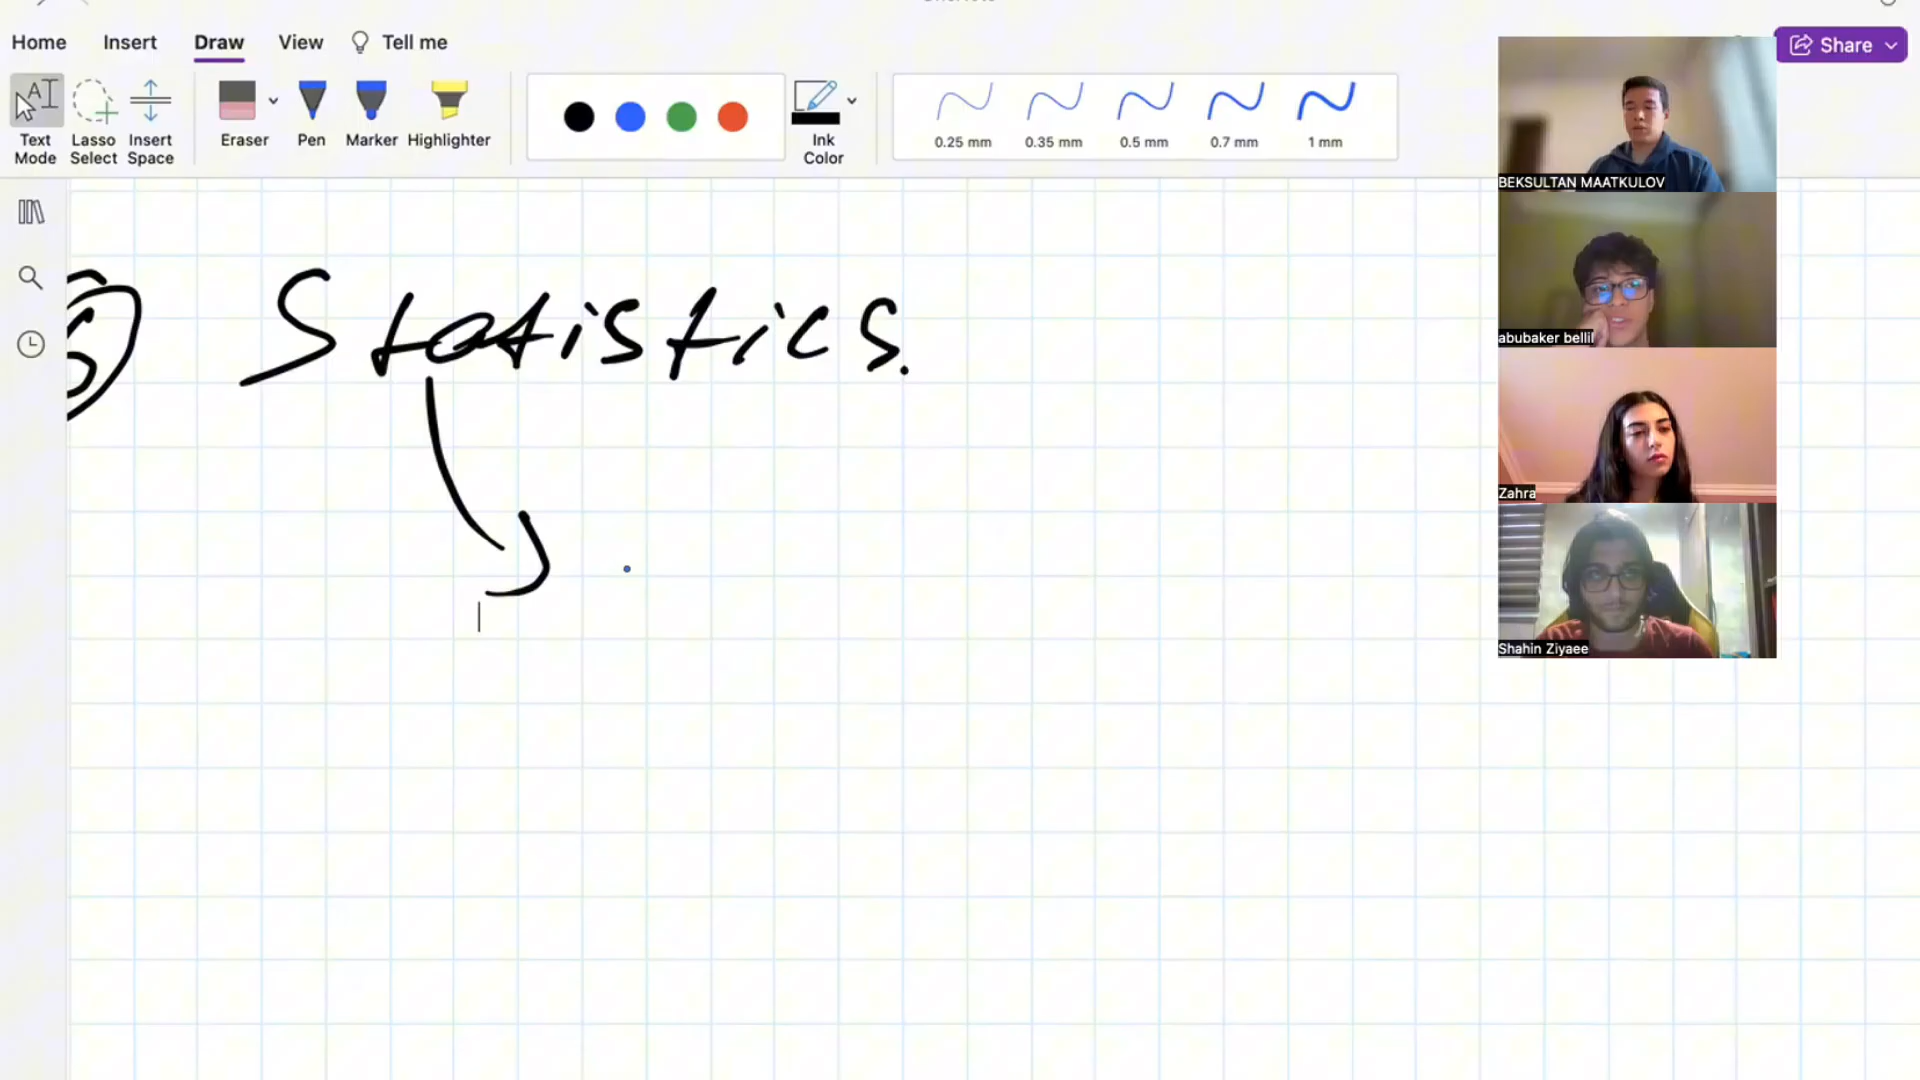 Home Insert Draw View Tell me
Share
Text Mode
Lasso Select
Insert Space
Eraser
Pen
Marker
Highlighter
Ink Color
0.25 mm
0.35 mm
0.5 mm
0.7 mm
1 mm
BEKSULTAN MAATKULOV
abubaker bellil
Zahra
Shahin Ziyaee
Statistics.